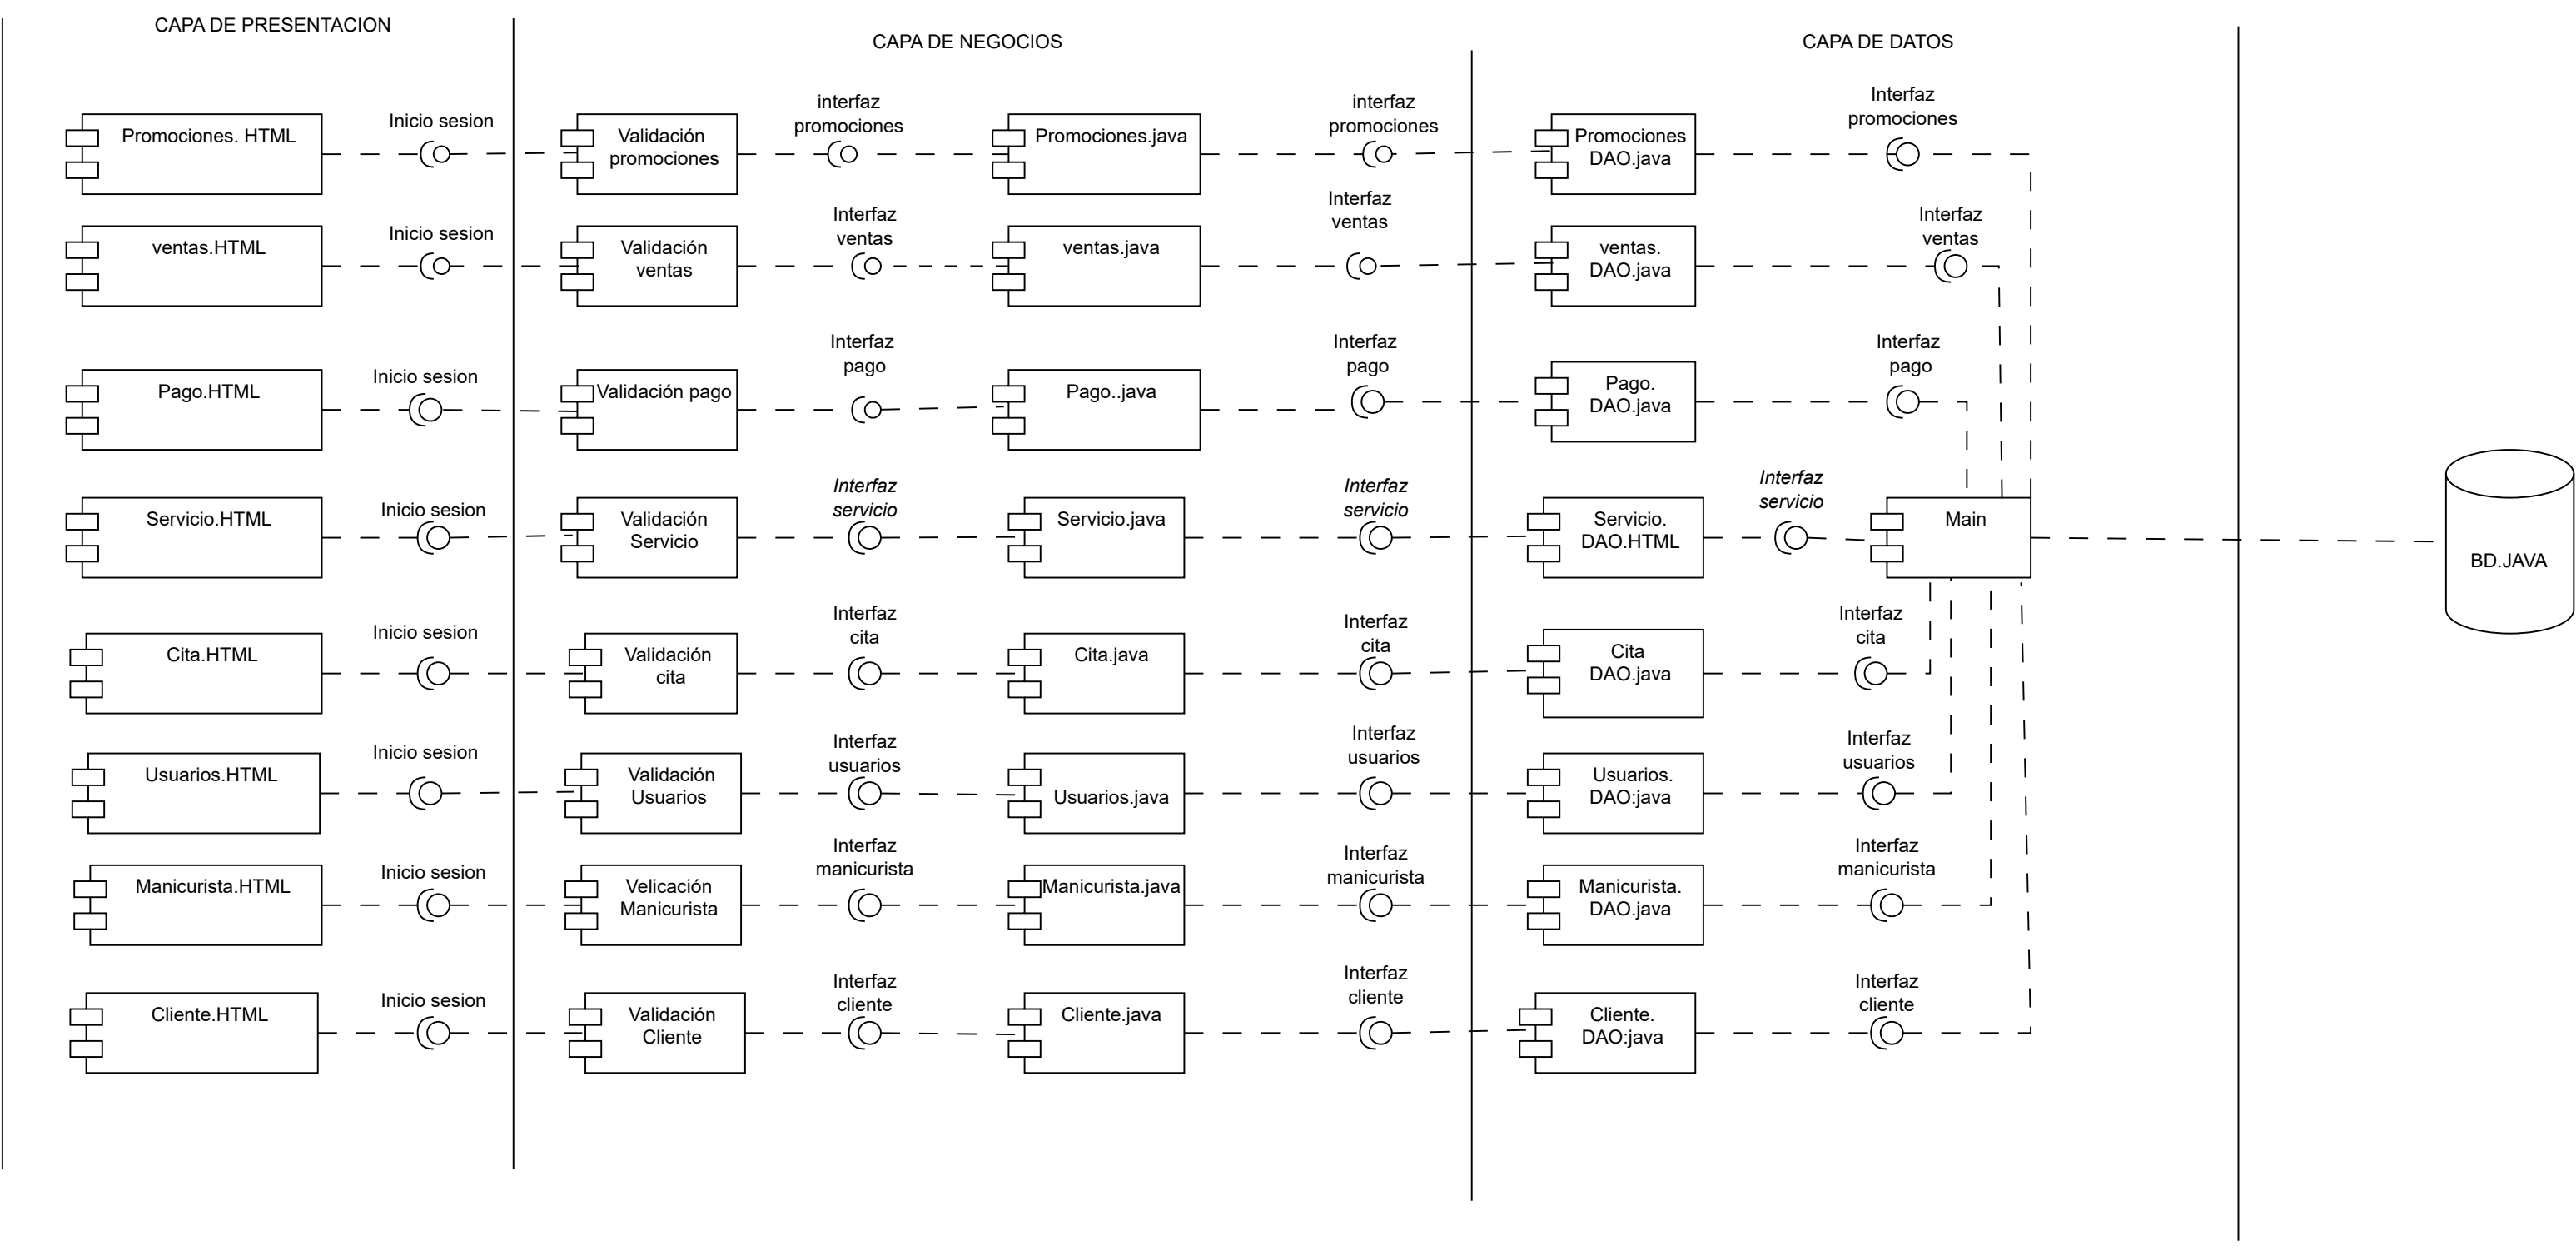 CAPA DE PRESENTACION
CAPA DE NEGOCIOS
CAPA DE DATOS
Promociones. HTML
Inicio sesion
Validación
promociones
interfaz
promociones
Promociones.java
interfaz
promociones
Promociones
DAO.java
Interfaz
promociones
ventas.HTML
Inicio sesion
Validación
ventas
Interfaz
ventas
ventas.java
Interfaz
ventas
ventas.
DAO.java
Interfaz
ventas
Pago.HTML
Inicio sesion
Validación pago
Interfaz
pago
Pago..java
Interfaz
pago
Pago.
DAO.java
Interfaz
pago
Servicio.HTML
Inicio sesion
Validación
Servicio
Interfaz
servicio
Servicio.java
Interfaz
servicio
Servicio.
DAO.HTML
Interfaz
servicio
Main
BD.JAVA
Cita.HTML
Inicio sesion
Validación
cita
Interfaz
cita
Cita.java
Interfaz
cita
Cita
DAO.java
Interfaz
cita
Usuarios.HTML
Inicio sesion
Validación
Usuarios
Interfaz
usuarios
Usuarios.java
Interfaz
usuarios
Usuarios.
DAO:java
Interfaz
usuarios
Manicurista.HTML
Inicio sesion
Velicación
Manicurista
Interfaz
manicurista
Manicurista.java
Interfaz
manicurista
Manicurista.
DAO.java
Interfaz
manicurista
Cliente.HTML
Inicio sesion
Validación
Cliente
Interfaz
cliente
Cliente.java
Interfaz
cliente
Cliente.
DAO:java
Interfaz
cliente